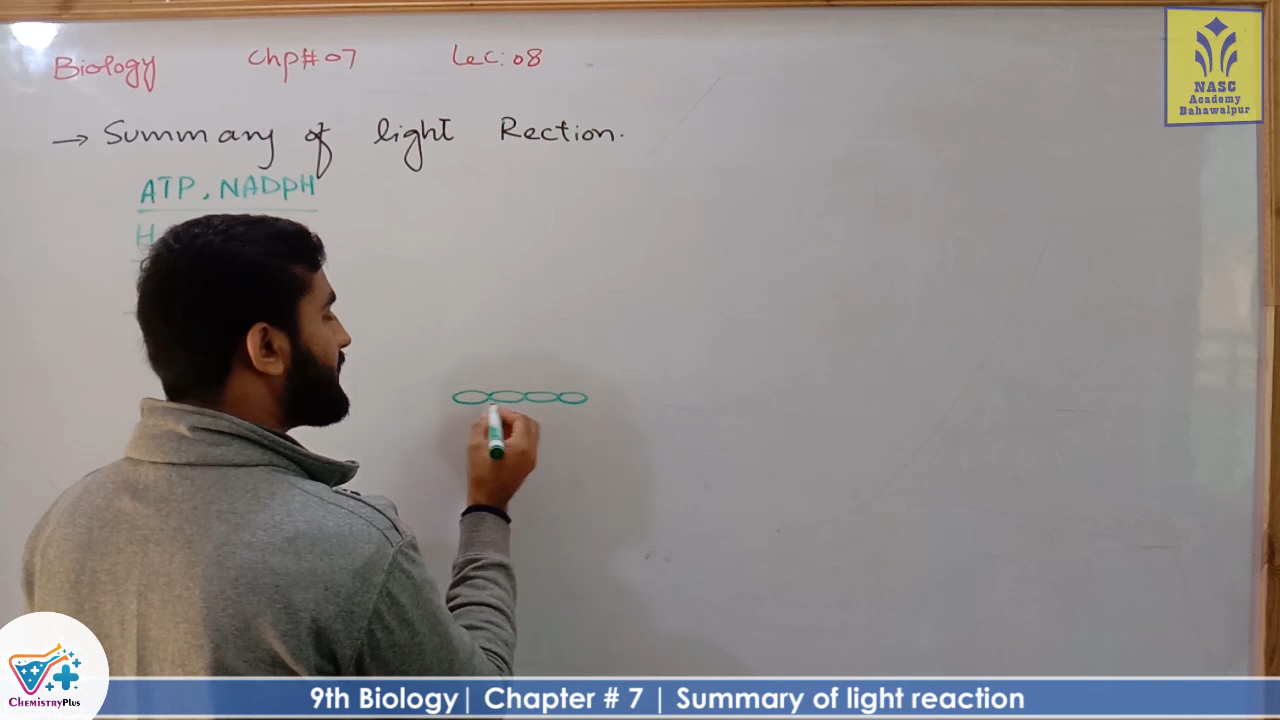 Biology Chp# 07 Lec: 08
→ Summary of light Rection.
ATP, NADPH
H
NASC
Academy
Bahawalpur
CHEMISTRYPLUS
9th Biology| Chapter # 7 | Summary of light reaction